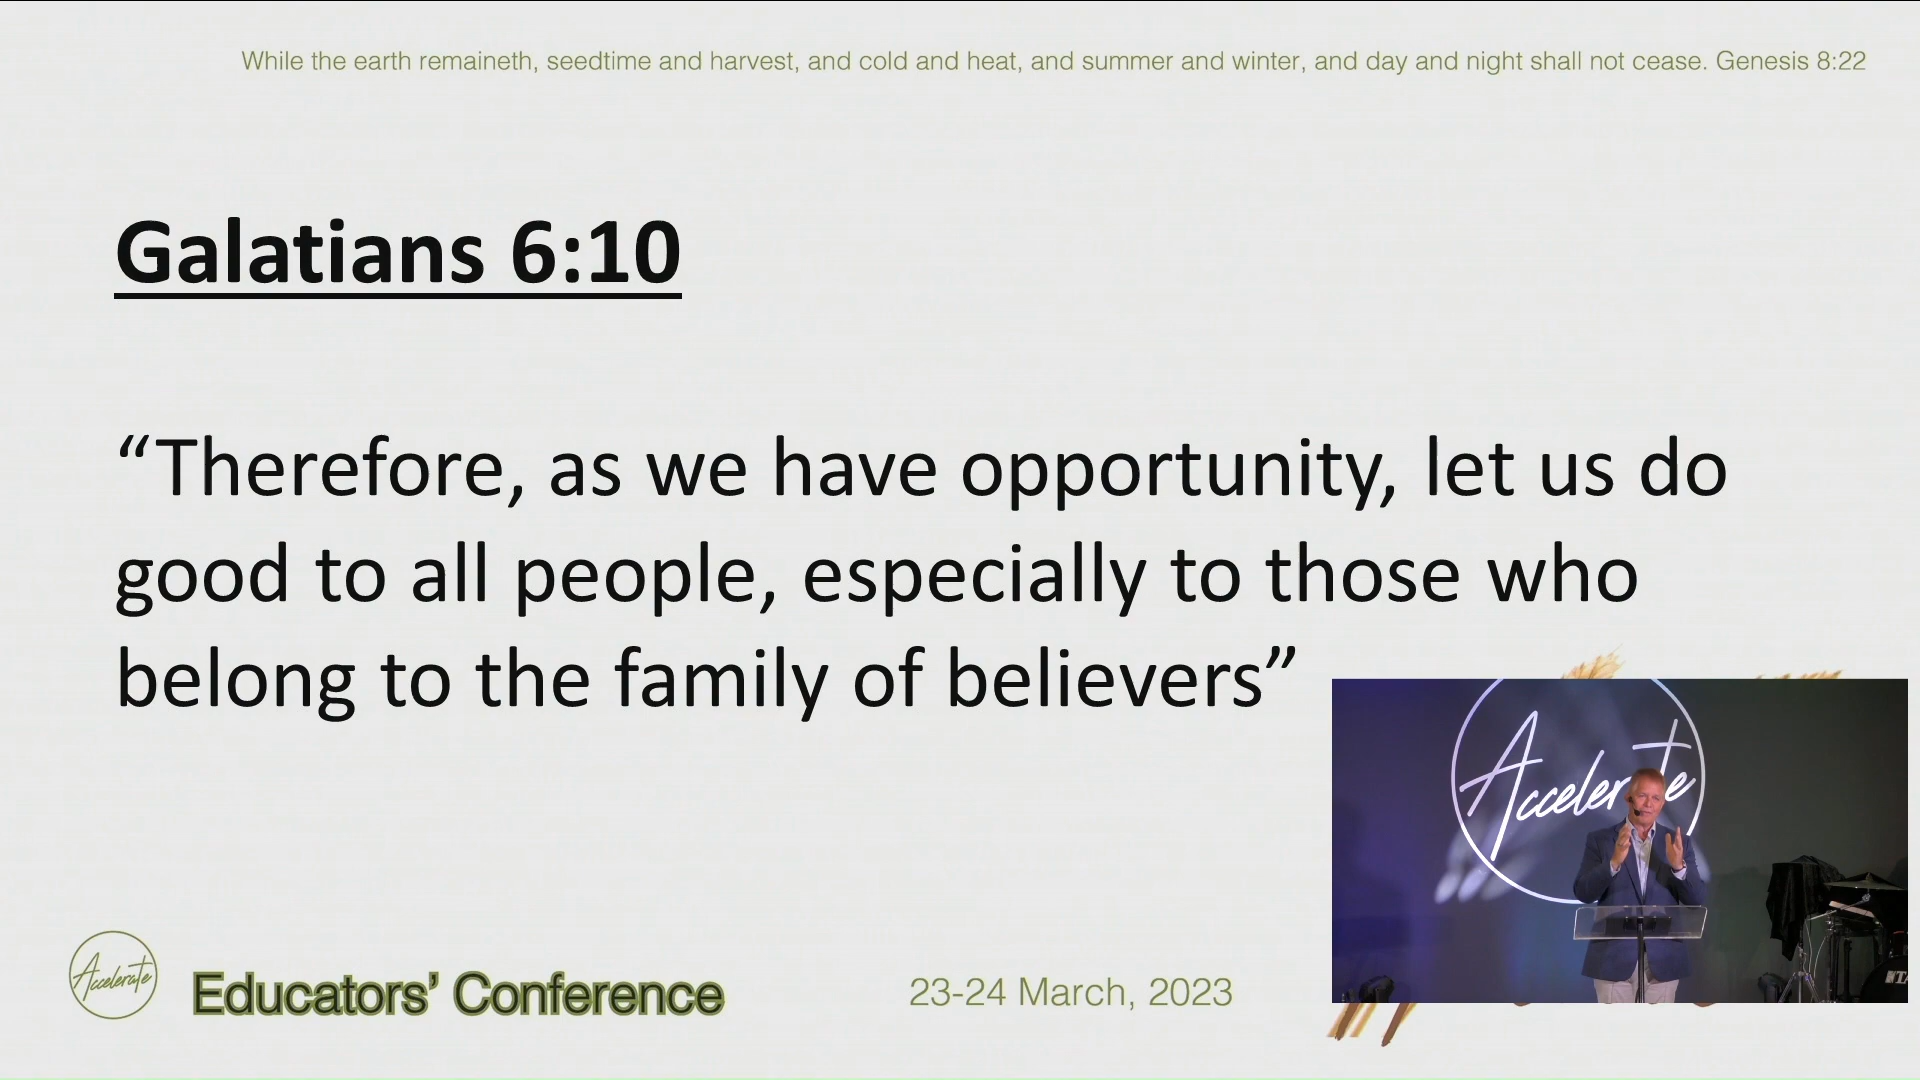 While the earth remaineth, seedtime and harvest, and cold and heat, and summer and winter, and day and night shall not cease. Genesis 8:22
Galatians 6:10
“Therefore, as we have opportunity, let us do
good to all people, especially to those who
belong to the family of believers”
Accelerate
Accelerate
Educators’ Conference
23-24 March, 2023